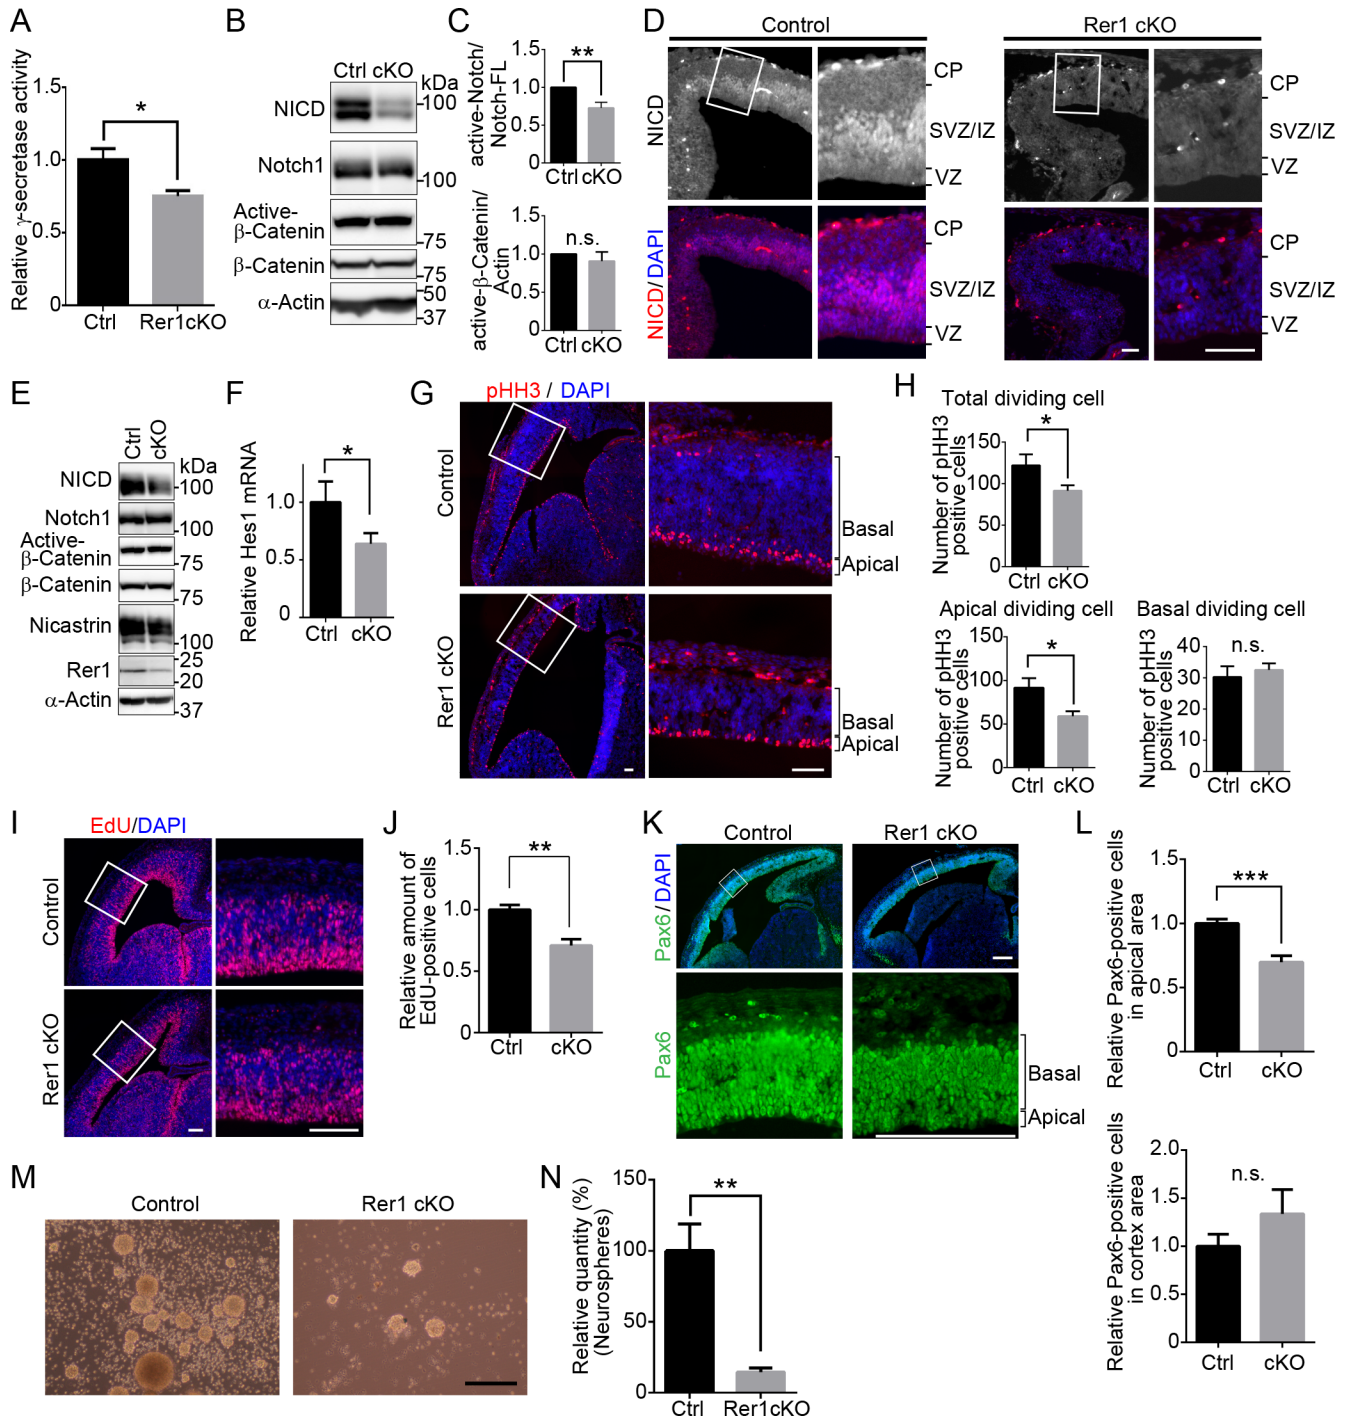 A
Relative γ-secretase activity
1.5
1.0
0.5
0
*
Ctrl
Rer1cKO
B
Ctrl cKO
kDa
NICD
100
Notch1
100
Active-
β-Catenin
75
β-Catenin
75
α-Actin
50
37
C
active-Notch/
Notch-FL
1.5
1.0
0.5
0
**
Ctrl cKO
active-β-Catenin/
Actin
1.5
1.0
0.5
0
n.s.
Ctrl cKO
D
Control
Rer1 cKO
NICD
CP
SVZ/IZ
VZ
CP
SVZ/IZ
VZ
NICD/DAPI
CP
SVZ/IZ
VZ
CP
SVZ/IZ
VZ
E
Ctrl
cKO
kDa
NICD
100
Notch1
100
Active-
β-Catenin
75
β-Catenin
75
Nicastrin
100
Rer1
25
20
α-Actin
37
F
Relative Hes1 mRNA
1.0
0.5
0
*
Ctrl
cKO
G
pHH3 / DAPI
Control
Basal
Apical
Rer1 cKO
Basal
Apical
H
Total dividing cell
Number of pHH3
positive cells
150
100
50
0
*
Ctrl cKO
Apical dividing cell
Number of pHH3
positive cells
100
50
0
*
Ctrl cKO
Basal dividing cell
Number of pHH3
positive cells
40
30
20
10
0
n.s.
Ctrl cKO
I
EdU/DAPI
Control
Rer1 cKO
J
Relative amount of
EdU-positive cells
1.5
1.0
0.5
0
**
Ctrl
cKO
K
Control
Rer1 cKO
Pax6/DAPI
Pax6
Basal
Apical
L
Relative Pax6-positive cells
in apical area
1.5
1.0
0.5
0
***
Ctrl
cKO
Relative Pax6-positive cells
in cortex area
2.0
1.5
1.0
0.5
0
n.s.
Ctrl
cKO
M
Control
Rer1 cKO
N
Relative quantity (%)
(Neurospheres)
150
100
50
0
**
Ctrl
Rer1cKO